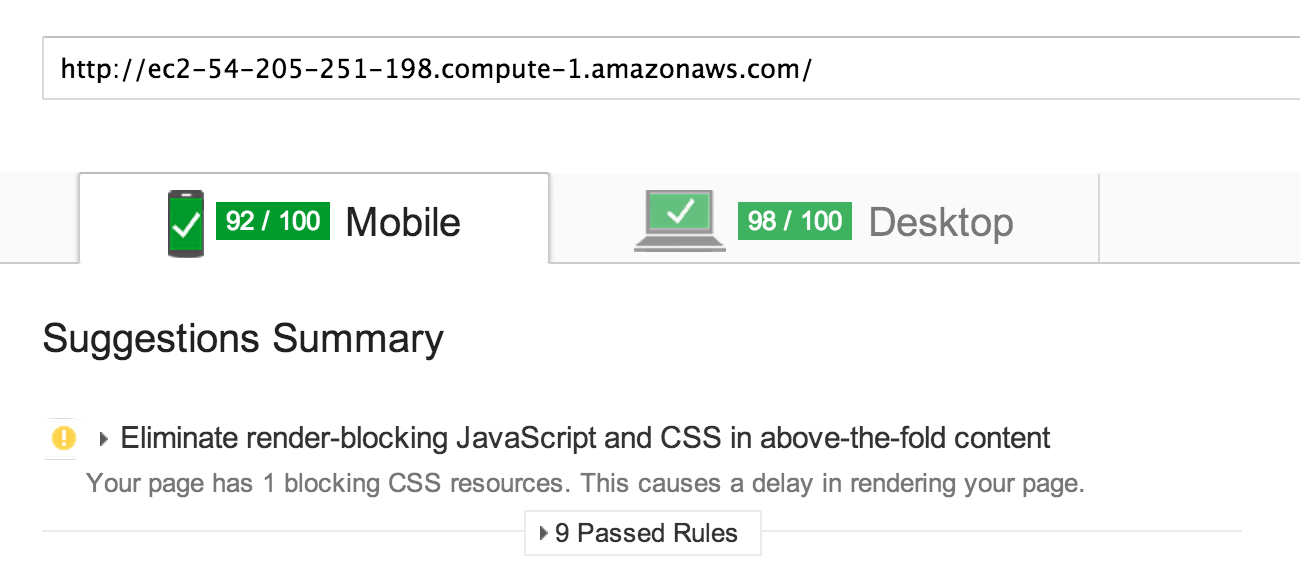 http://ec2-54-205-251-198.compute-1.amazonaws.com/
92 / 100 Mobile 98 / 100 Desktop
Suggestions Summary
Eliminate render-blocking JavaScript and CSS in above-the-fold content
Your page has 1 blocking CSS resources. This causes a delay in rendering your page.
9 Passed Rules